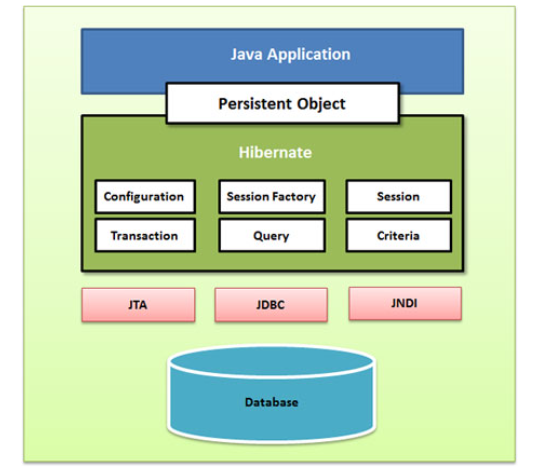 Java Application
Persistent Object
Hibernate
Configuration
Session Factory
Session
Transaction
Query
Criteria
JTA
JDBC
JNDI
Database